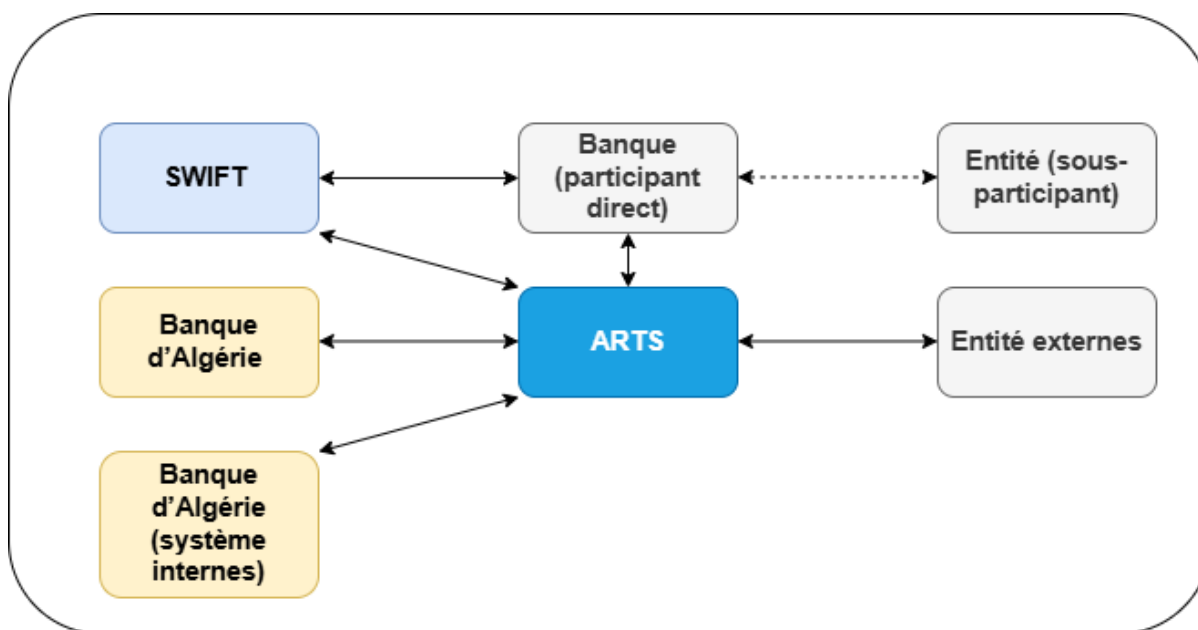 SWIFT
Banque
(participant
direct)
Entité (sous-
participant)
Banque
d'Algérie
ARTS
Entité externes
Banque
d'Algérie
(système
internes)